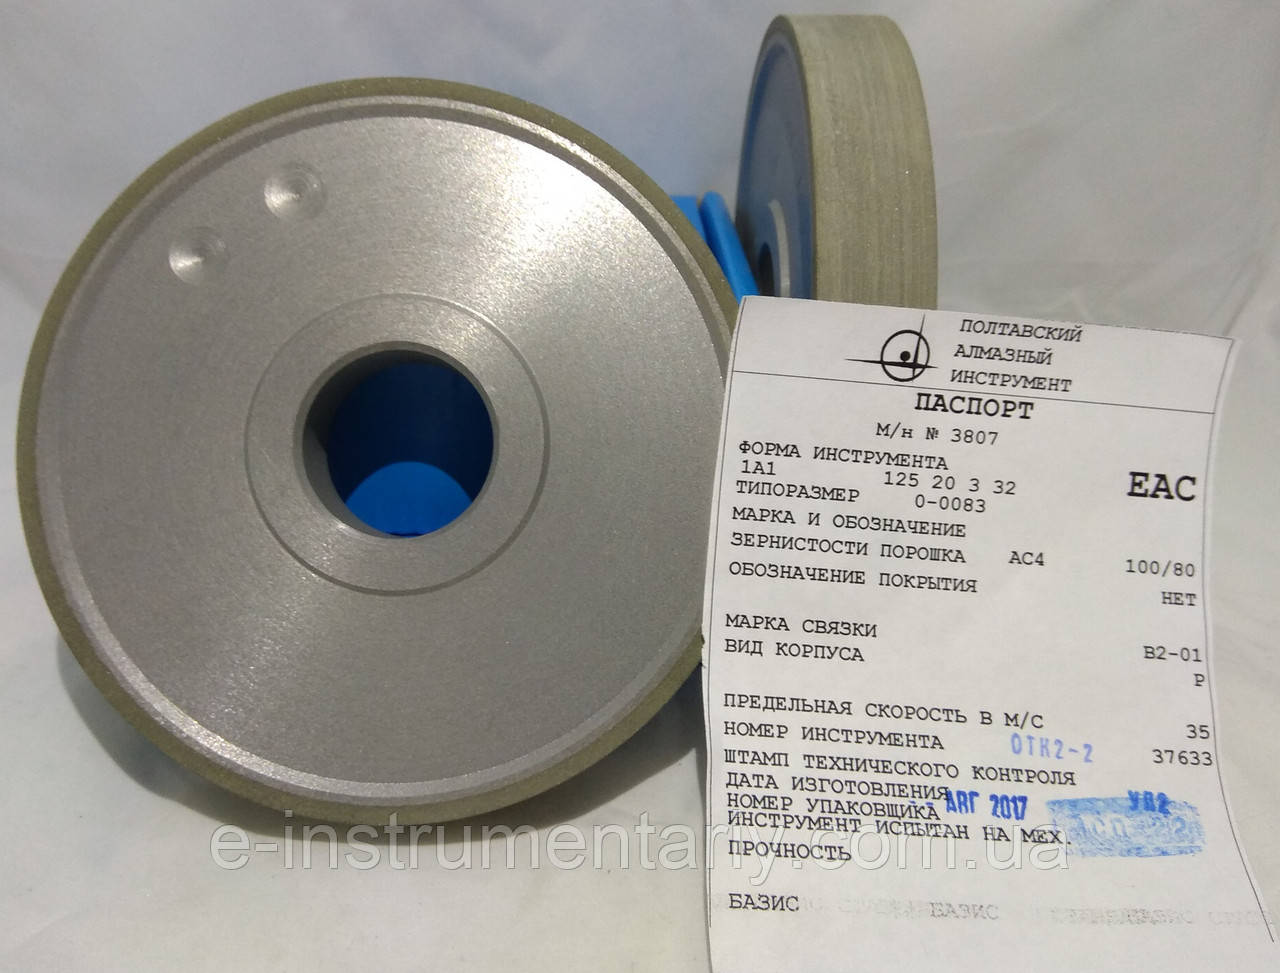 ПОЛТАВСКИЙ
АЛМАЗНЫЙ
ИНСТРУМЕНТ
ПАСПОРТ
М/н № 3807
ФОРМА ИНСТРУМЕНТА
1А1 125 20 3 32 ЕАС
ТИПОРАЗМЕР 0-0083
МАРКА И ОБОЗНАЧЕНИЕ
ЗЕРНИСТОСТИ ПОРОШКА АС4 100/80
ОБОЗНАЧЕНИЕ ПОКРЫТИЯ НЕТ
МАРКА СВЯЗКИ В2-01
ВИД КОРПУСА Р
ПРЕДЕЛЬНАЯ СКОРОСТЬ В М/С 35
НОМЕР ИНСТРУМЕНТА ОТК2-2 37633
ШТАМП ТЕХНИЧЕСКОГО КОНТРОЛЯ
ДАТА ИЗГОТОВЛЕНИЯ АВГ 2017
НОМЕР УПАКОВЩИКА
ИНСТРУМЕНТ ИСПЫТАН НА МЕХ.
ПРОЧНОСТЬ
БАЗИС БАЗИС
e-instrumentariy.com.ua